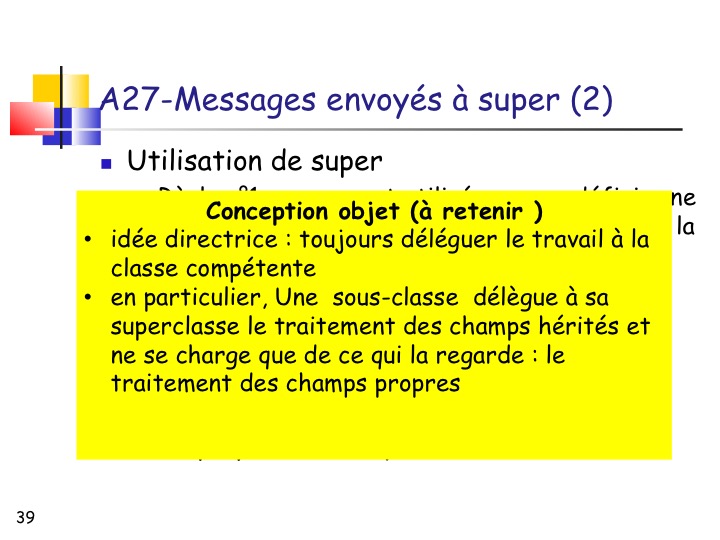 A27-Messages envoyés à super (2)
Utilisation de super
ne
la
Conception objet (à retenir )
• idée directrice : toujours déléguer le travail à la
classe compétente
• en particulier, Une sous-classe délègue à sa
superclasse le traitement des champs hérités et
ne se charge que de ce qui la regarde : le
traitement des champs propres
39